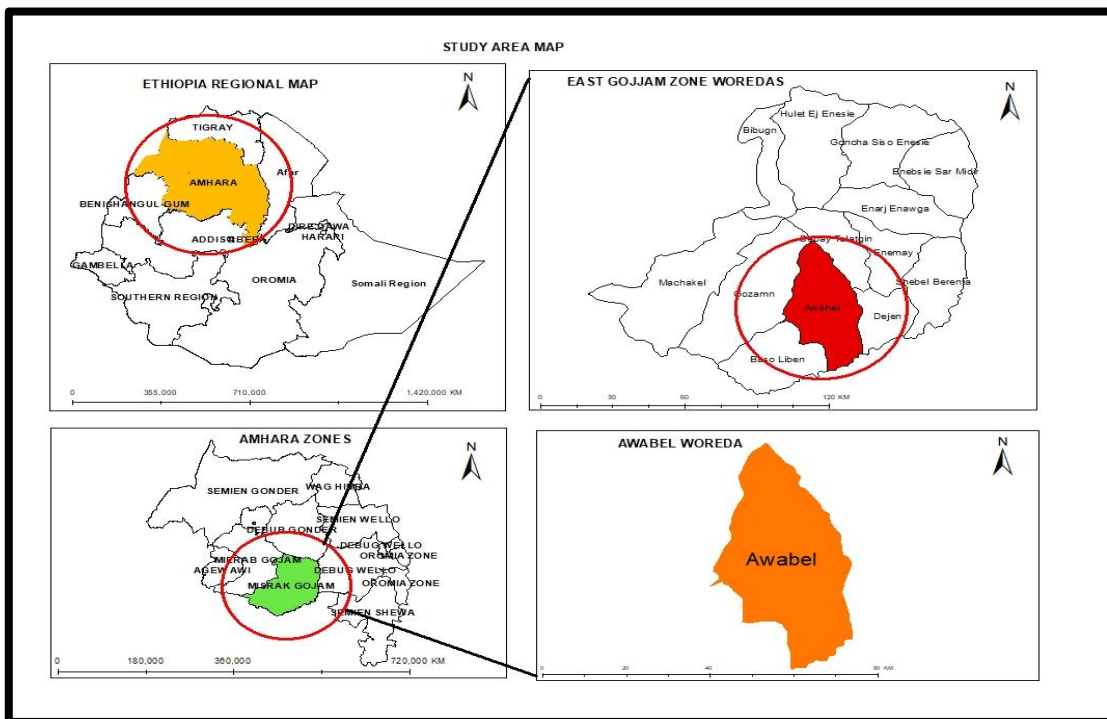 STUDY AREA MAP
ETHIOPIA REGIONAL MAP
N
TIGRAY
Afar
AMHARA
BENISHANGUL-GUM
DIRE DAWA
HARARI
ADDIS
GAMBELLA
OROMIA
SOUTHERN REGION
Somali Region
0 355,000 710,000 1,420,000 KM
EAST GOJJAM ZONE WOREDAS
N
Hulet Ej Enesie
Bibugn
Goncha Siso Enesie
Enebsie Sar Midir
Enarj Enawga
Debay Telatgin
Enemay
Machakel
Shebel Berenta
Gozamn
Awabel
Dejen
Baso Liben
0 30 60 120 KM
AMHARA ZONES
N
SEMIEN GONDER
WAG HIMRA
SEMIEN WELLO
DEBUB GONDER
DEBUG WELLO
OROMIA ZONE
MIERAB GOJAM
AGEW AWI
DEBUG WELLO
MISRAK GOJAM
OROMIA ZONE
SEMIEN SHEWA
0 180,000 360,000 720,000 KM
AWABEL WOREDA
N
Awabel
0 20 40 80 KM